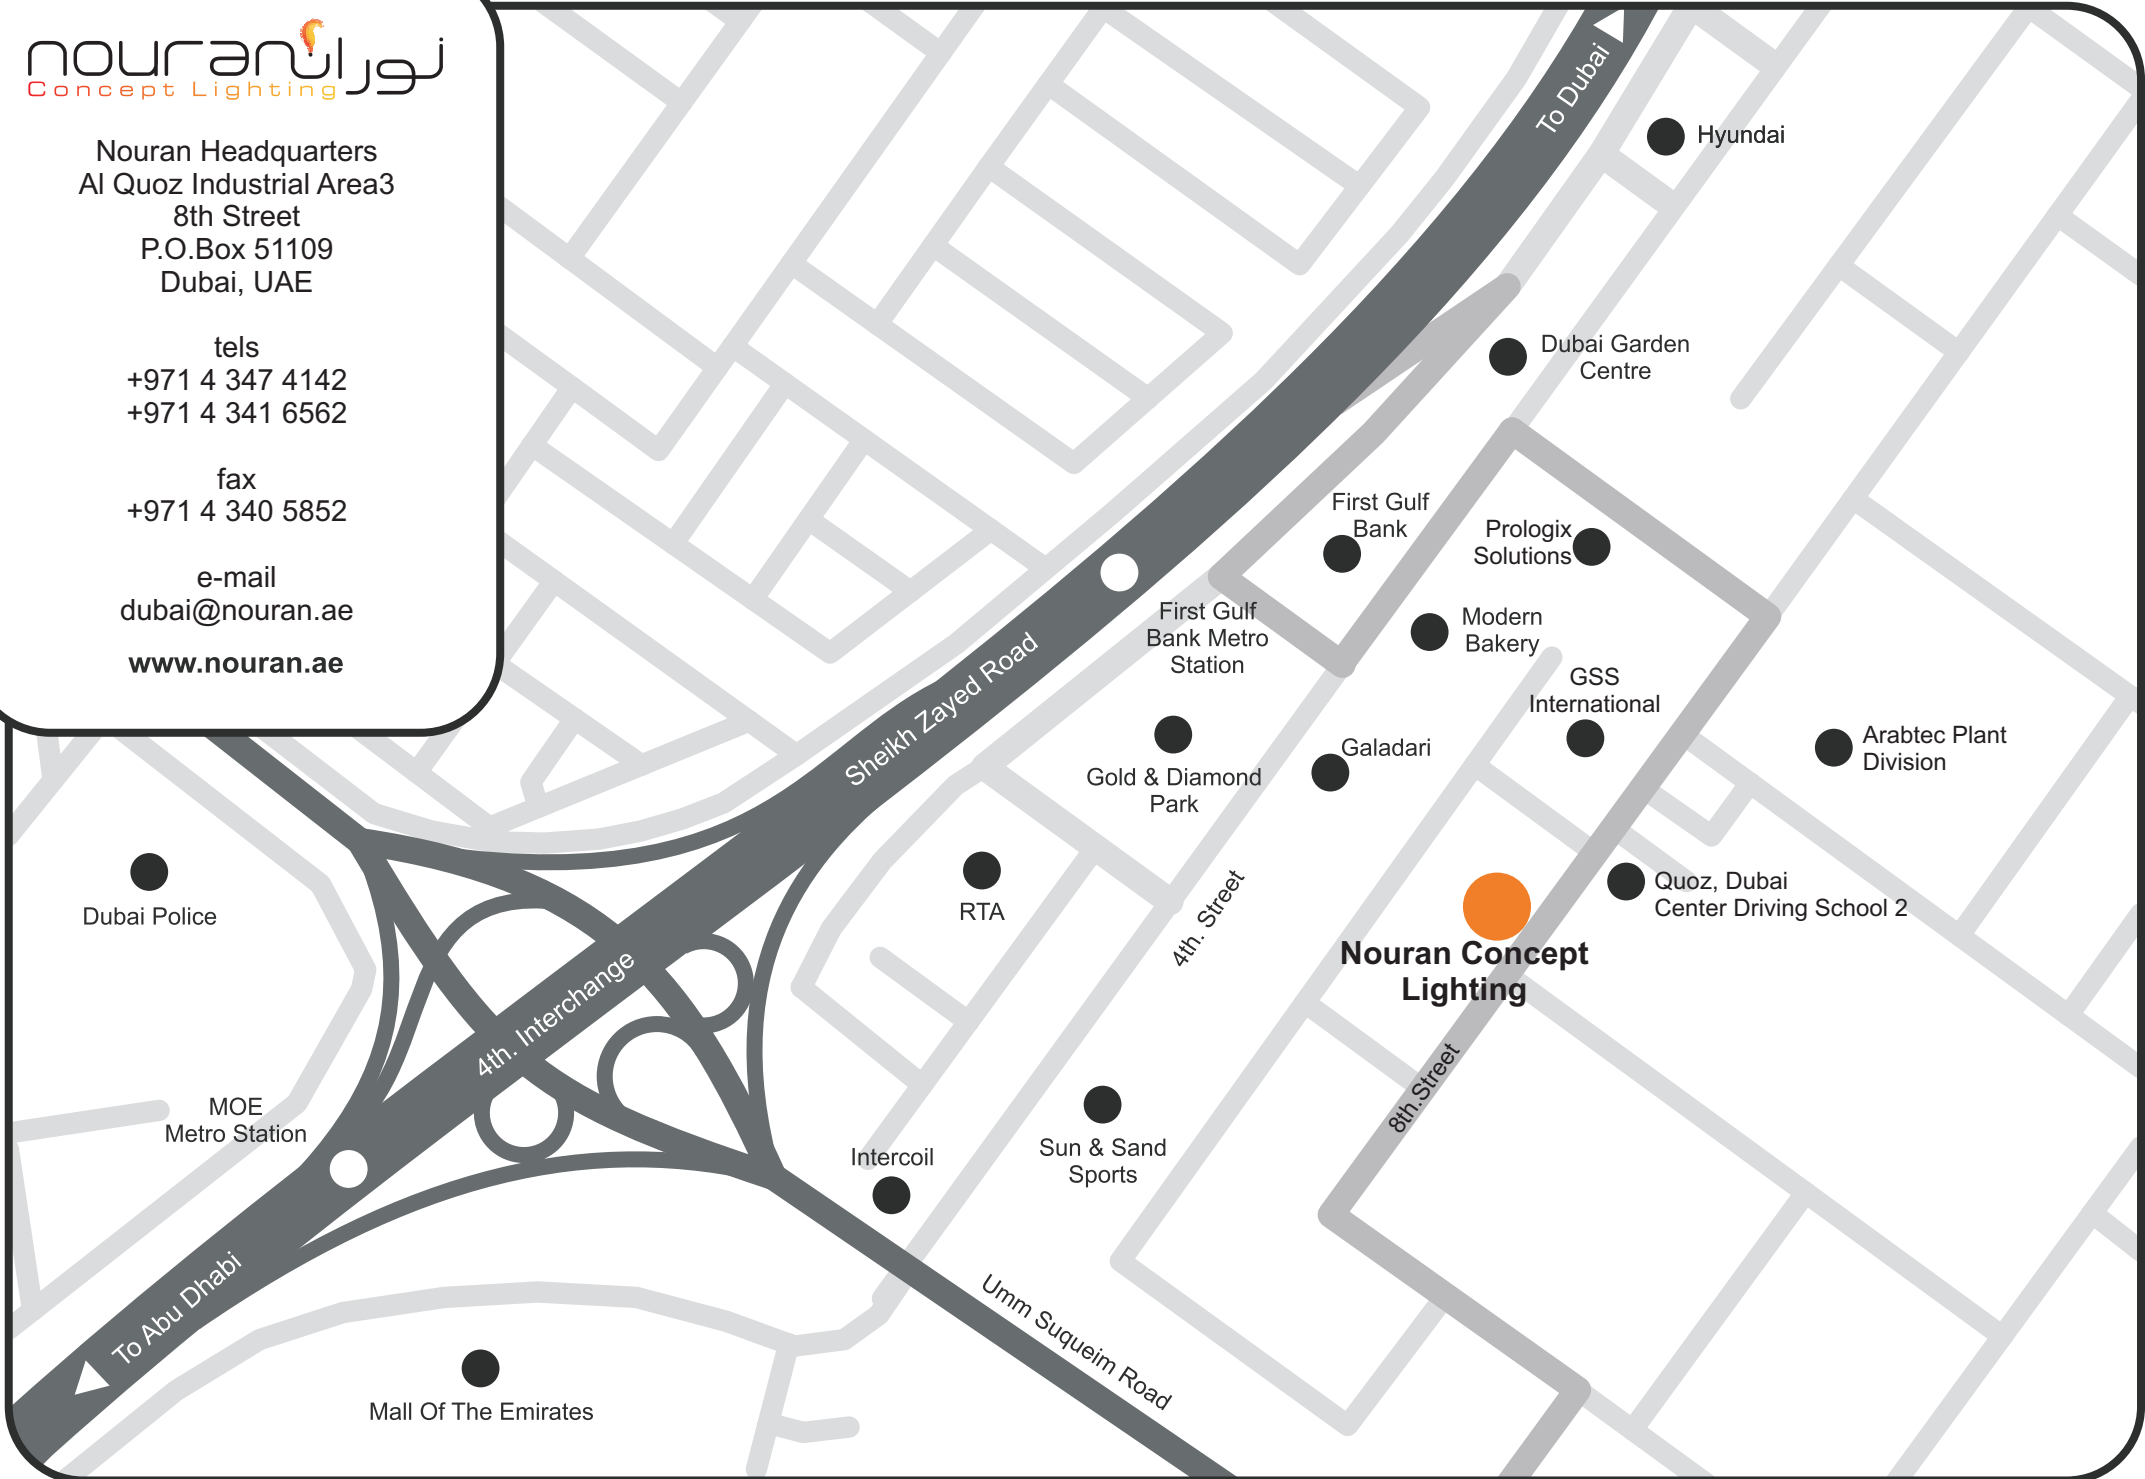 nouran نوران
Concept Lighting
Nouran Headquarters
Al Quoz Industrial Area3
8th Street
P.O.Box 51109
Dubai, UAE
tels
+971 4 347 4142
+971 4 341 6562
fax
+971 4 340 5852
e-mail
dubai@nouran.ae
www.nouran.ae
To Dubai
Hyundai
Dubai Garden
Centre
First Gulf
Bank
Prologix
Solutions
First Gulf
Bank Metro
Station
Modern
Bakery
GSS
International
Sheikh Zayed Road
Gold & Diamond
Park
Galadari
Arabtec Plant
Division
Dubai Police
RTA
4th. Street
Quoz, Dubai
Center Driving School 2
Nouran Concept
Lighting
4th. Interchange
8th.Street
MOE
Metro Station
Intercoil
Sun & Sand
Sports
To Abu Dhabi
Umm Suqueim Road
Mall Of The Emirates